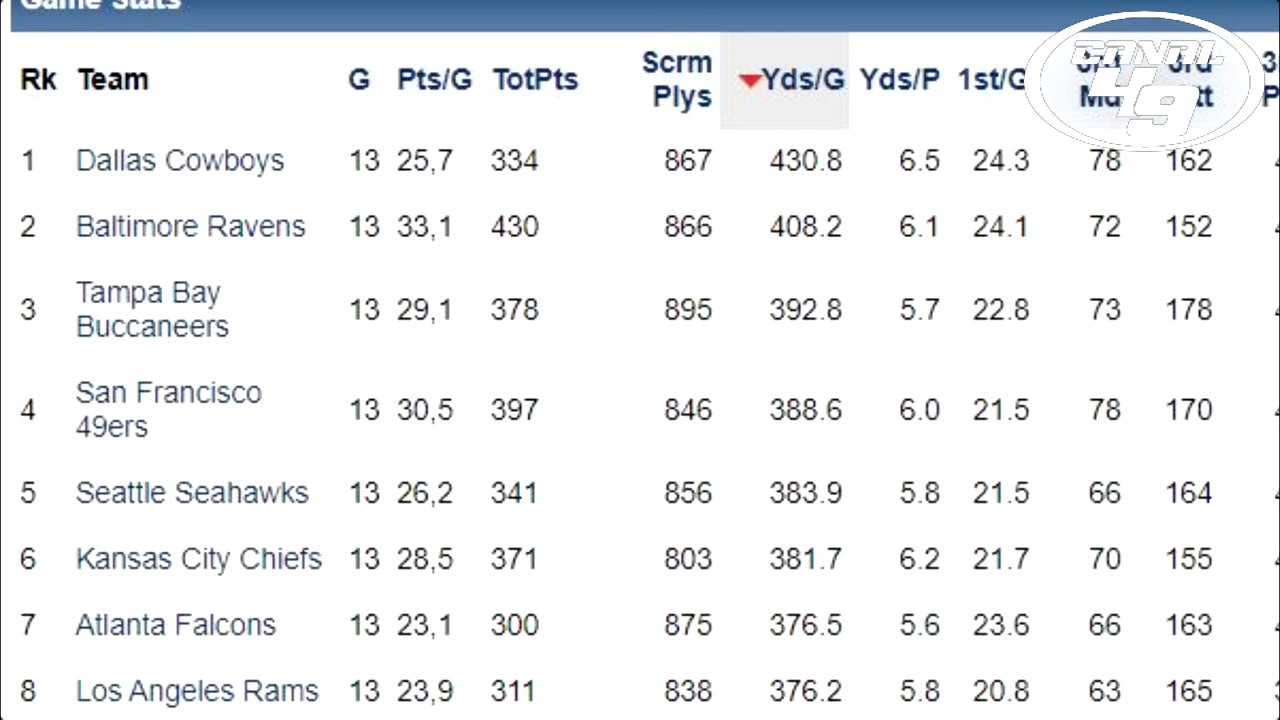 Game Stats
CANAL
49
Rk Team G Pts/G TotPts Scrm Plys Yds/G Yds/P 1st/G
1 Dallas Cowboys 13 25,7 334 867 430.8 6.5 24.3 78 162
2 Baltimore Ravens 13 33,1 430 866 408.2 6.1 24.1 72 152
3 Tampa Bay Buccaneers 13 29,1 378 895 392.8 5.7 22.8 73 178
4 San Francisco 49ers 13 30,5 397 846 388.6 6.0 21.5 78 170
5 Seattle Seahawks 13 26,2 341 856 383.9 5.8 21.5 66 164
6 Kansas City Chiefs 13 28,5 371 803 381.7 6.2 21.7 70 155
7 Atlanta Falcons 13 23,1 300 875 376.5 5.6 23.6 66 163
8 Los Angeles Rams 13 23,9 311 838 376.2 5.8 20.8 63 165